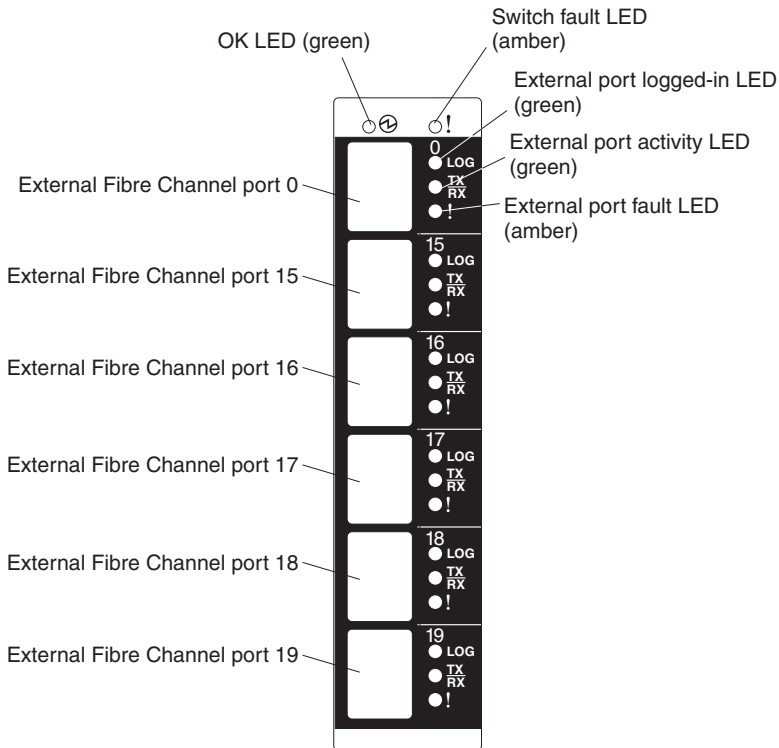 Switch fault LED
(amber)
OK LED (green)
External port logged-in LED
(green)
!
0
LOG
External port activity LED
(green)
TX
RX
External Fibre Channel port 0
!
External port fault LED
(amber)
15
LOG
External Fibre Channel port 15
TX
RX
!
16
LOG
External Fibre Channel port 16
TX
RX
!
17
LOG
External Fibre Channel port 17
TX
RX
!
18
LOG
External Fibre Channel port 18
TX
RX
!
19
LOG
External Fibre Channel port 19
TX
RX
!